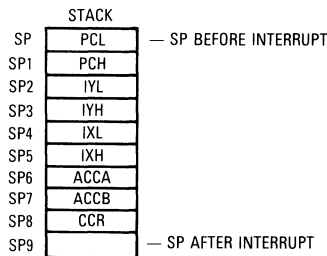 STACK
SP PCL — SP BEFORE INTERRUPT
SP1 PCH
SP2 IYL
SP3 IYH
SP4 IXL
SP5 IXH
SP6 ACCA
SP7 ACCB
SP8 CCR
SP9 — SP AFTER INTERRUPT